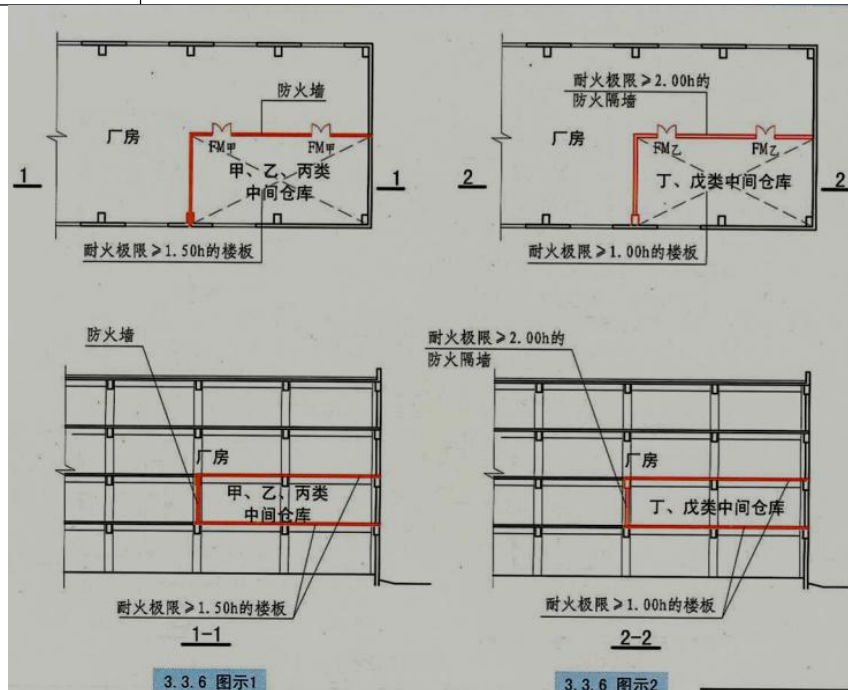 防火墙
厂房
FM甲
FM甲
甲、乙、丙类
中间仓库
1
1
耐火极限≥1.50h的楼板
耐火极限≥2.00h的
防火隔墙
厂房
FM乙
FM乙
丁、戊类中间仓库
2
2
耐火极限≥1.00h的楼板
防火墙
厂房
甲、乙、丙类
中间仓库
耐火极限≥1.50h的楼板
1-1
3.3.6 图示1
耐火极限≥2.00h的
防火隔墙
厂房
丁、戊类中间仓库
耐火极限≥1.00h的楼板
2-2
3.3.6 图示2